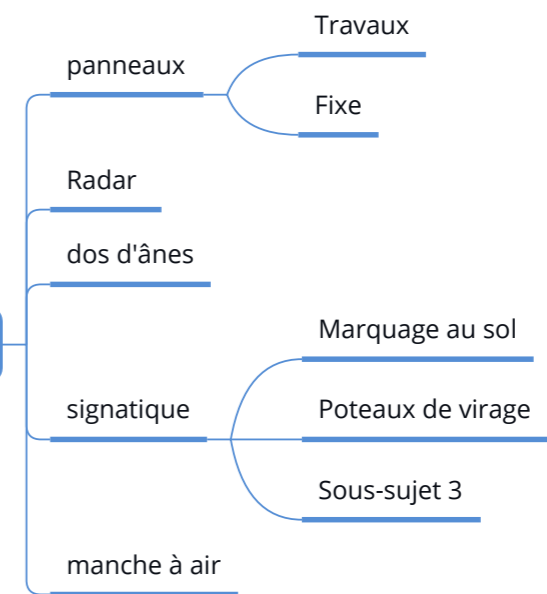 panneaux
Travaux
Fixe
Radar
dos d'ânes
signatique
Marquage au sol
Poteaux de virage
Sous-sujet 3
manche à air